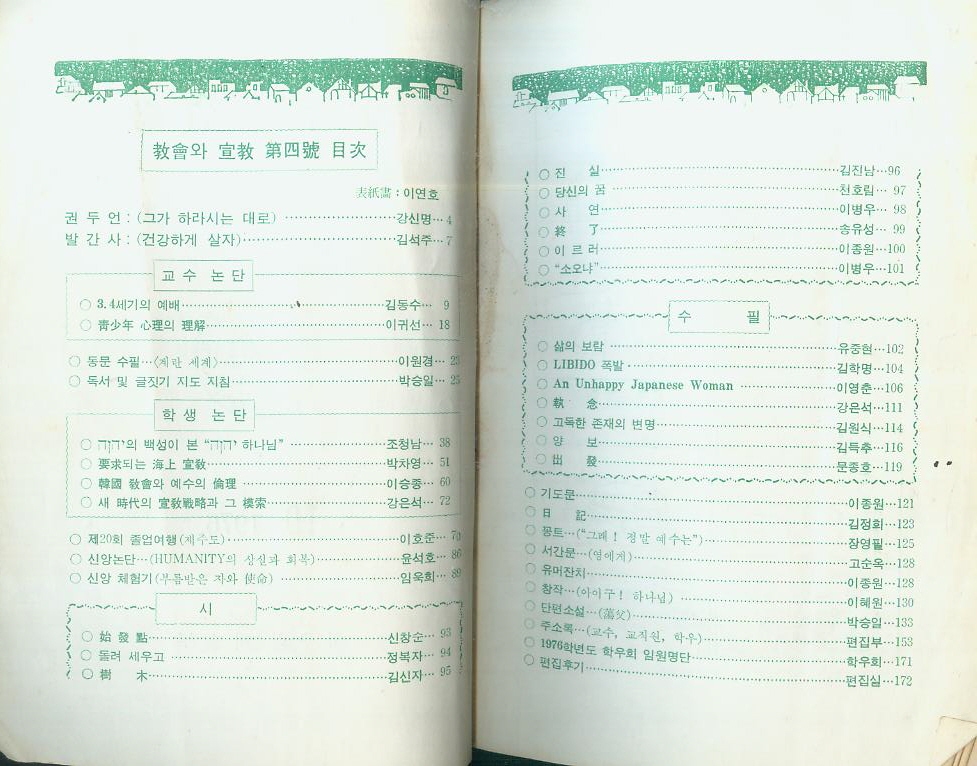 教會와 宣教 第四號 目次
表紙畵 : 이연호
권 두 언 : (그가 하라시는 대로) 강신명 4
발 간 사 : (건강하게 살자) 김석주 7
교 수 논 단
○ 3.4세기의 예배 김동수 9
○ 靑少年 心理의 理解 이귀선 18
○ 동문 수필 (계란 세계) 이원경
○ 독서 및 글짓기 지도 지침 박승일 25
학 생 논 단
○ יהוה의 백성이 본 “יהוה 하나님” 조청남 38
○ 要求되는 海上 宣敎 박차영 51
○ 韓國 敎會와 예수의 倫理 이승종 60
○ 새 時代의 宣敎戰略과 그 模索 강은석 72
○ 제20회 졸업여행(제주도) 이호준
○ 신앙논단 (HUMANITY의 상실과 회복) 윤석호 86
○ 신앙 체험기(부름받은 자와 使命) 임욱희 89
시
○ 始 發 點 신창순 93
○ 돌려 세우고 정복자 94
○ 樹 木 김신자 95
○ 진 실 김진남 96
○ 당신의 꿈 천호림 97
○ 사 연 이병우 98
○ 終 了 송유성 99
○ 이 르 러 이종원 100
○ “소오냐” 이병우 101
수 필
○ 삶의 보람 유중현 102
○ LIBIDO 폭발 김학명 104
○ An Unhappy Japanese Woman 이영춘 106
○ 執 念 강은석 111
○ 고독한 존재의 변명 김원식 114
○ 양 보 김득추 116
○ 出 發 문종호 119
○ 기도문 이종원 121
○ 日 記 김정희 123
○ 꽁트 (“그래! 정말 예수는”) 장영필 125
○ 서간문 (영에게) 고순옥 128
○ 유머잔치 이종원 128
○ 창작 (아이구! 하나님) 이혜원 130
○ 단편소설 (蕩父) 박승일 133
○ 주소록 (교수, 교직원, 학우) 편집부 153
○ 1976학년도 학우회 임원명단 학우회 171
○ 편집후기 편집실 172